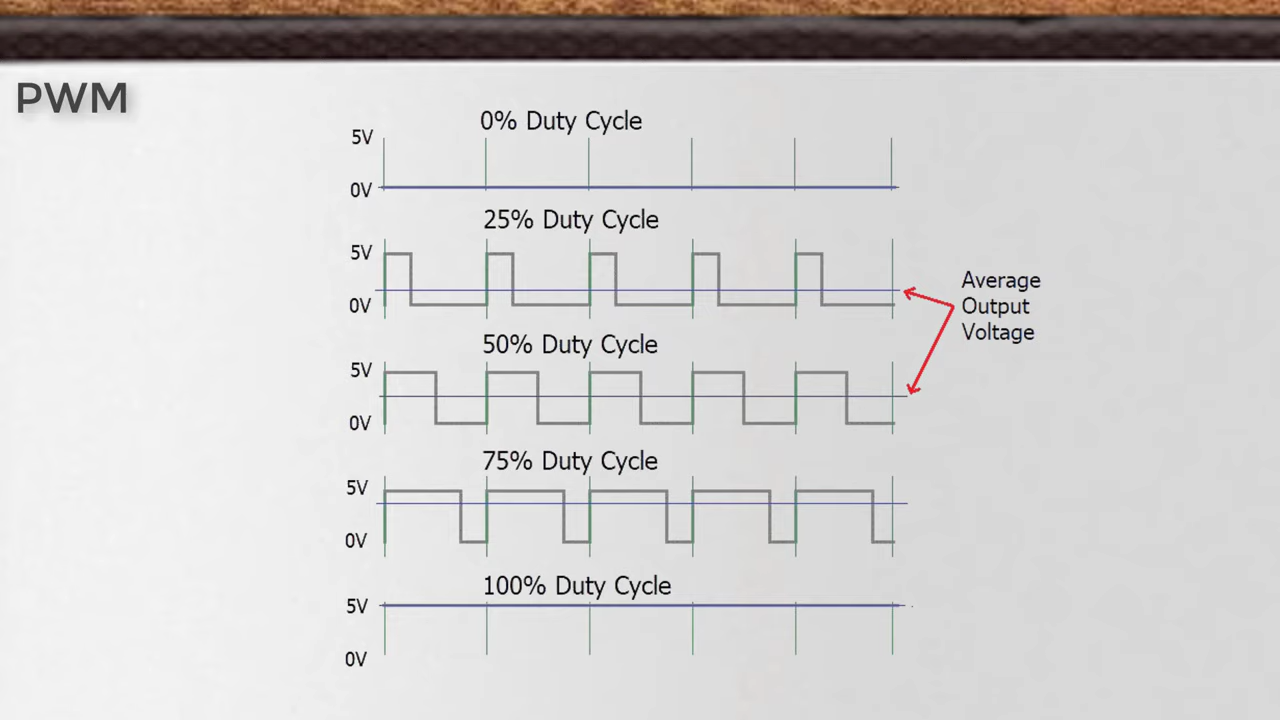 PWM
0% Duty Cycle
5V
0V
25% Duty Cycle
5V
0V
Average
Output
Voltage
50% Duty Cycle
5V
0V
75% Duty Cycle
5V
0V
100% Duty Cycle
5V
0V